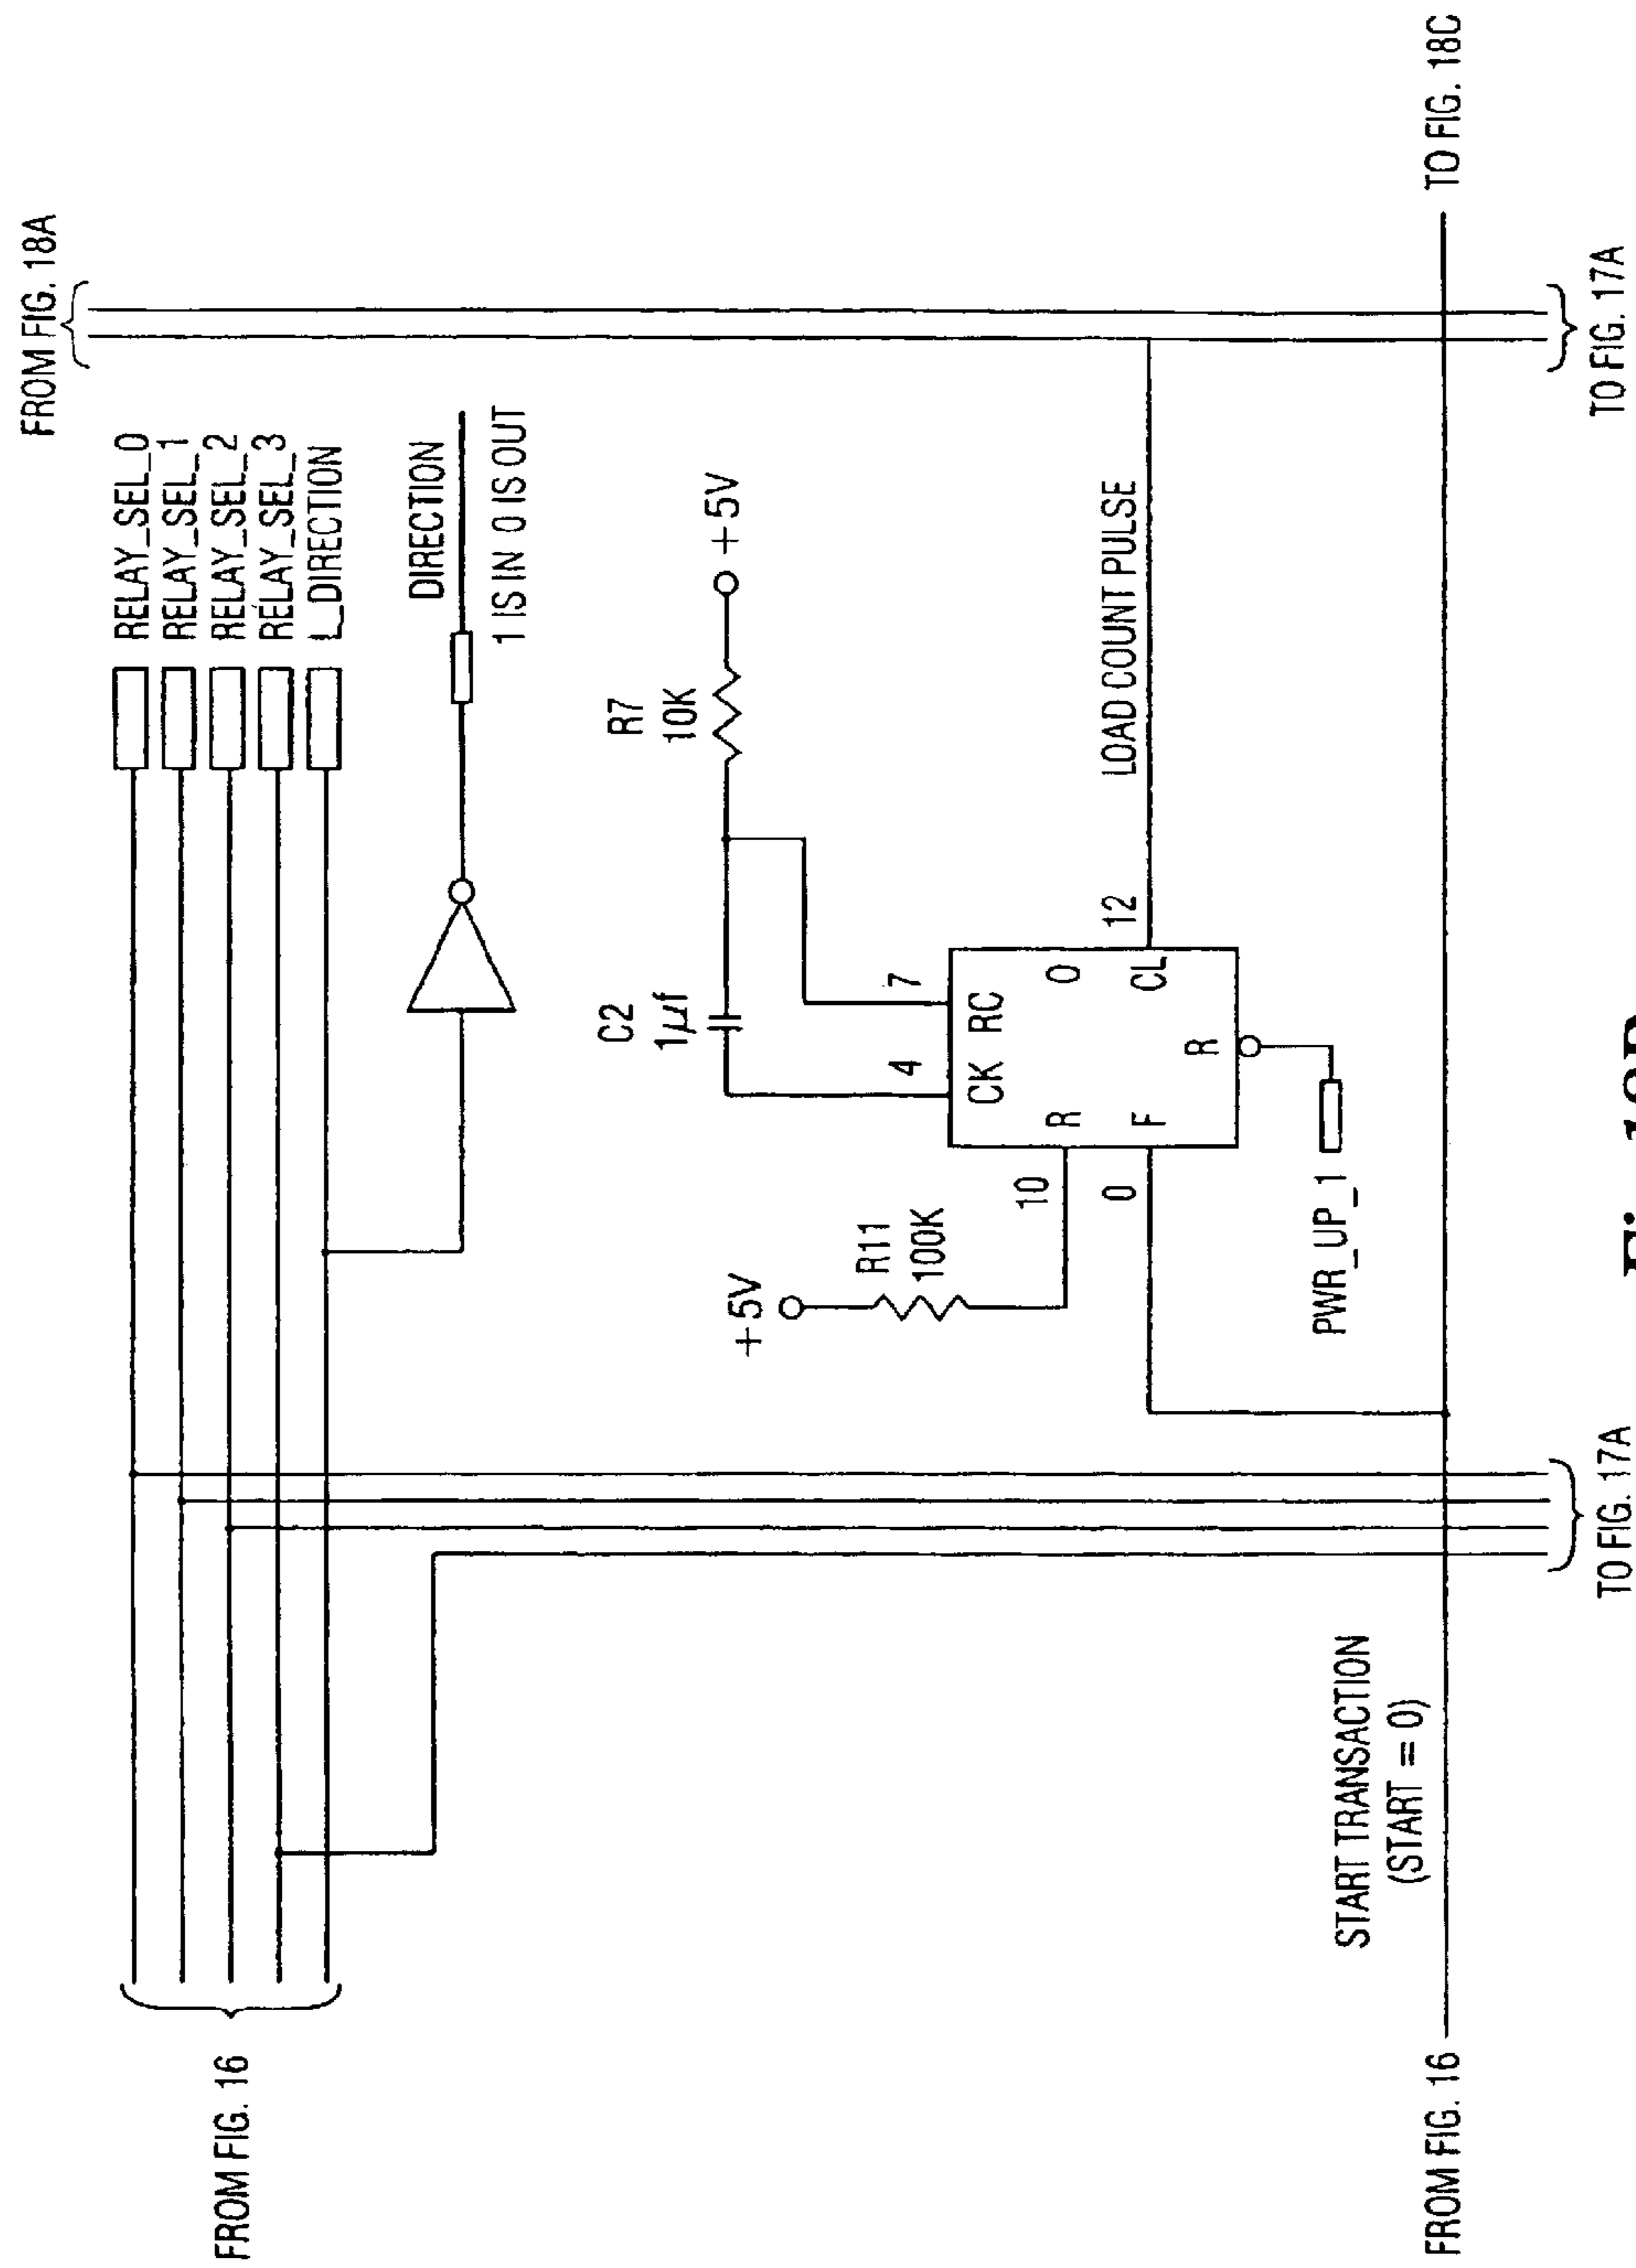 FROM FIG. 18A
FROM FIG. 16
RELAY_SEL_0
RELAY_SEL_1
RELAY_SEL_2
RELAY_SEL_3
L_DIRECTION
DIRECTION
1 IS IN 0 IS OUT
C2
1µf
R7
10K
+5V
+5V
R11
100K
4
7
10
0
12
CK RC
R
O
F
CL
R
LOAD COUNT PULSE
PWR_UP_1
START TRANSACTION
(START = 0)
FROM FIG. 16
TO FIG. 18C
TO FIG. 17A
TO FIG. 17A